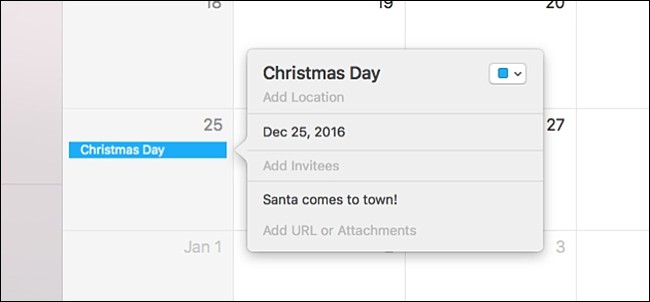 18
19
20
Christmas Day
Add Location
Dec 25, 2016
25
27
Christmas Day
Add Invitees
Santa comes to town!
Add URL or Attachments
Jan 1
3